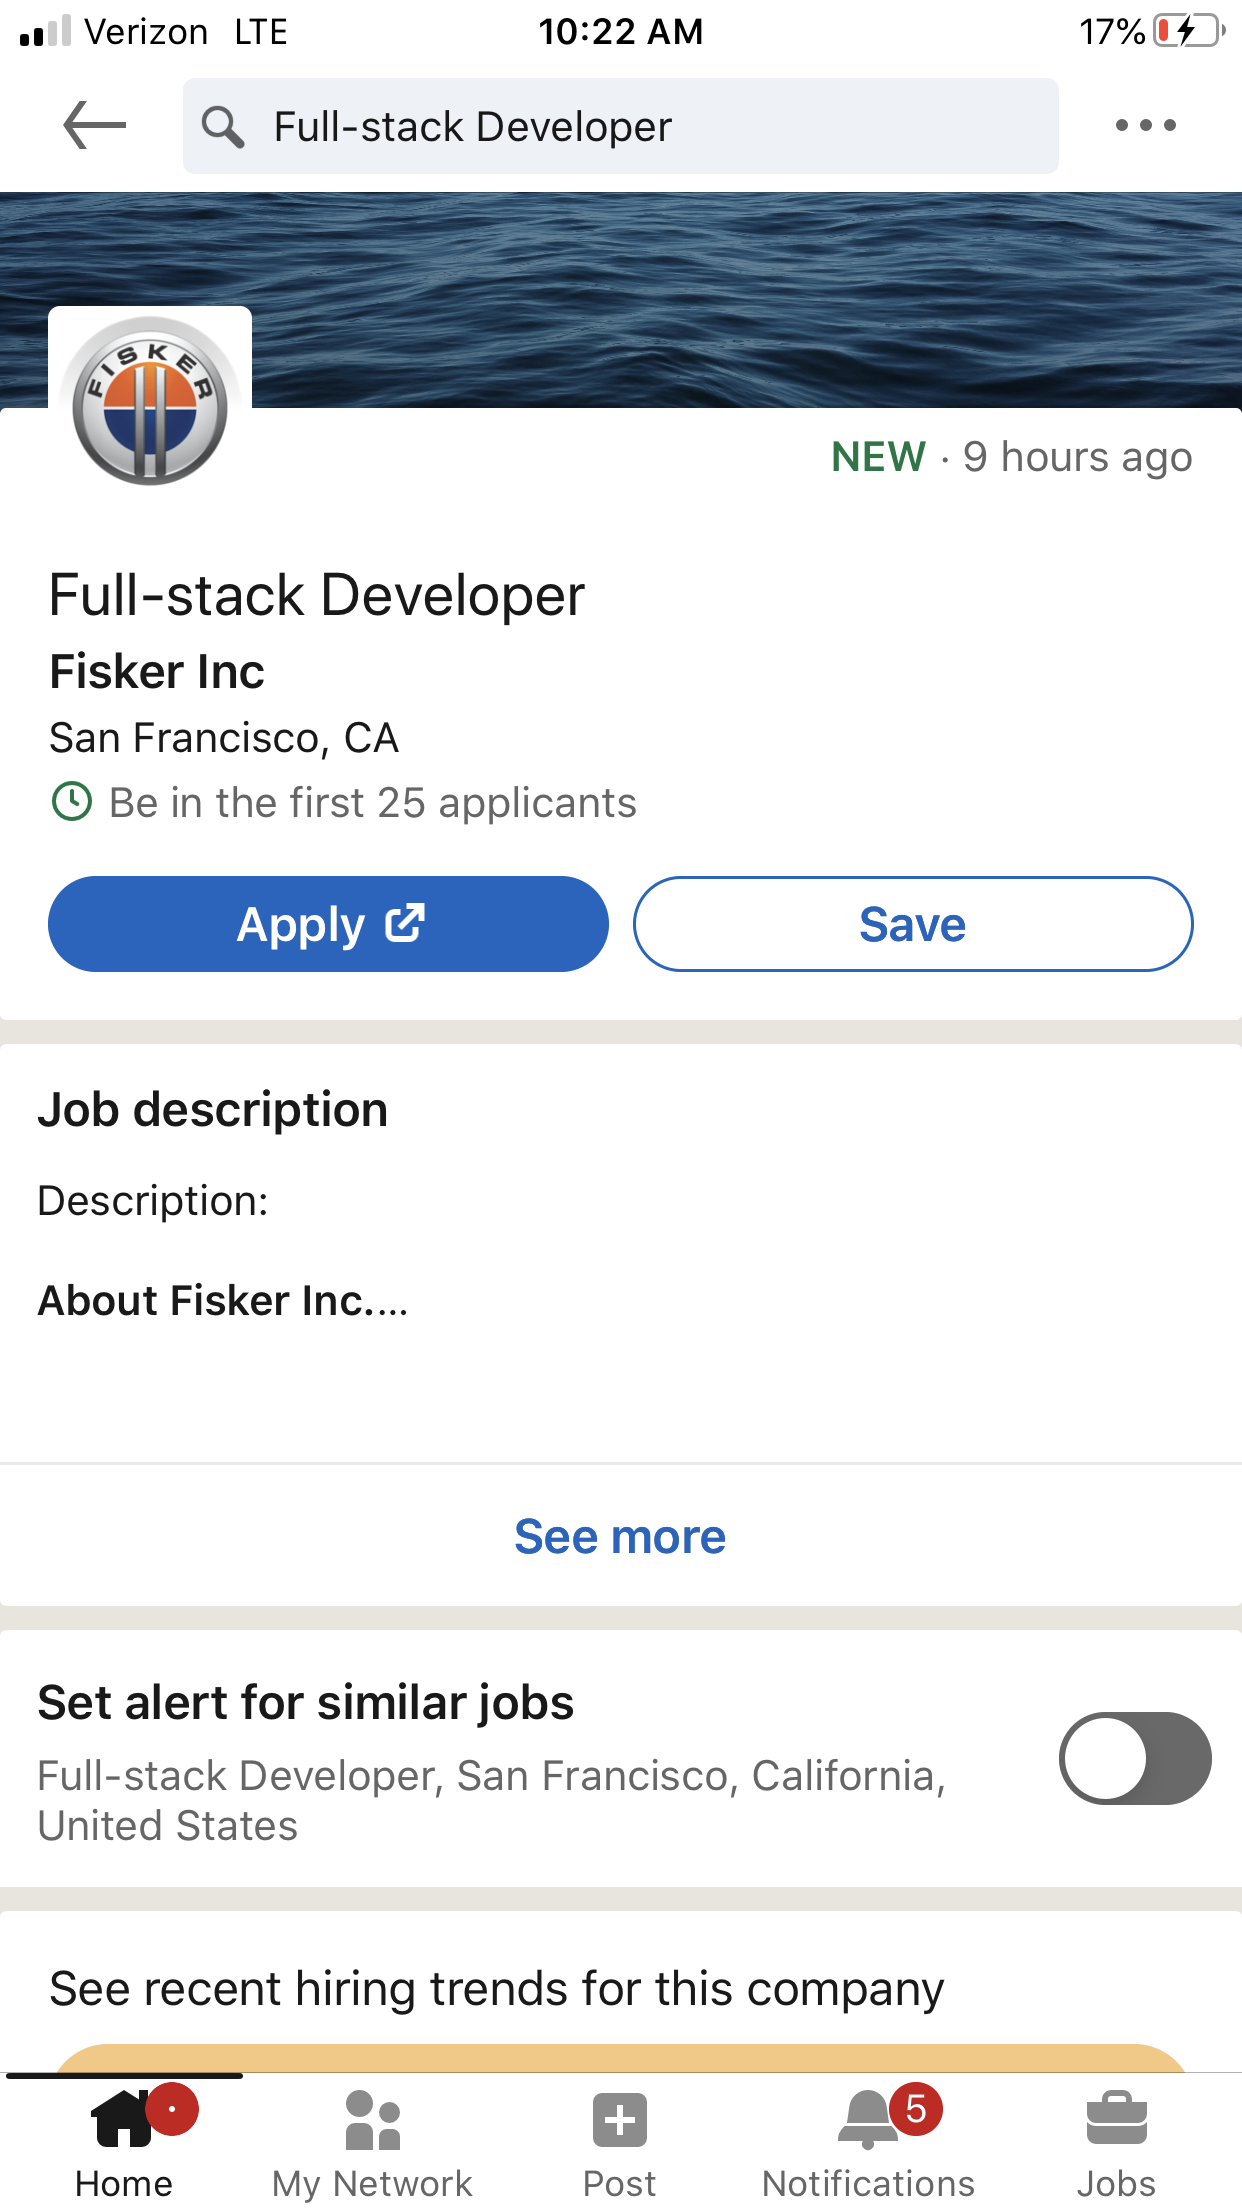 Verizon LTE 10:22 AM 17%
Full-stack Developer
FISKER
NEW · 9 hours ago
Full-stack Developer
Fisker Inc
San Francisco, CA
Be in the first 25 applicants
Apply Save
Job description
Description:
About Fisker Inc....
See more
Set alert for similar jobs
Full-stack Developer, San Francisco, California,
United States
See recent hiring trends for this company
5
Home My Network Post Notifications Jobs